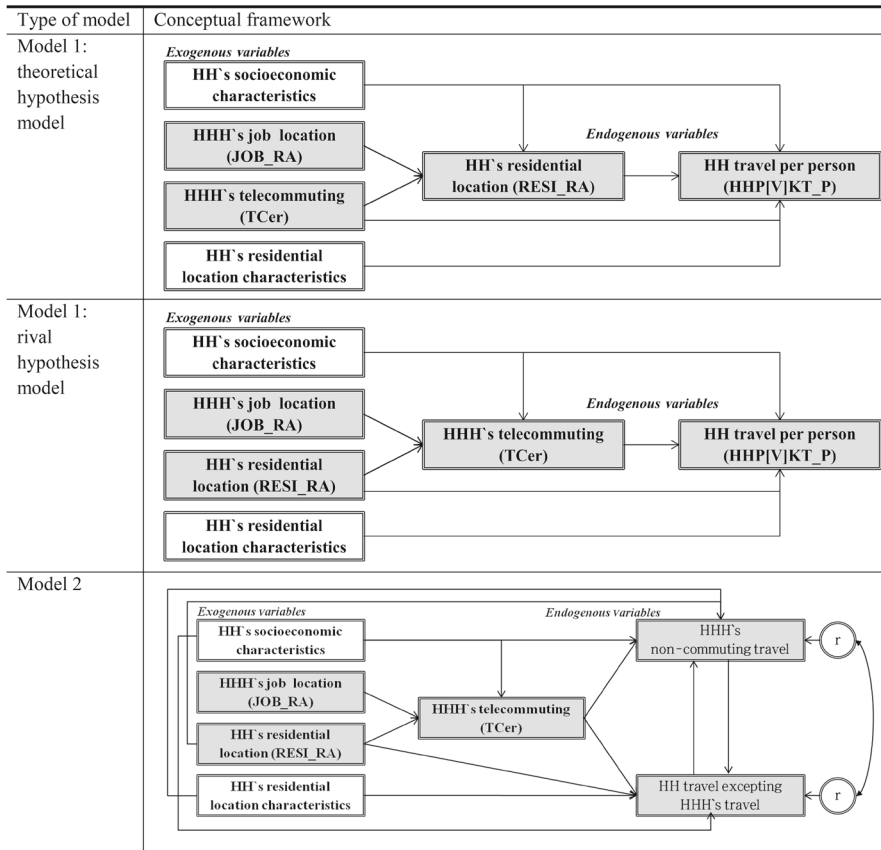 Type of model
Conceptual framework
Model 1:
theoretical
hypothesis
model
Exogenous variables
HH`s socioeconomic
characteristics
HHH`s job location
(JOB_RA)
HHH`s telecommuting
(TCer)
HH`s residential
location characteristics
Endogenous variables
HH`s residential
location (RESI_RA)
HH travel per person
(HHP[V]KT_P)
Model 1:
rival
hypothesis
model
Exogenous variables
HH`s socioeconomic
characteristics
HHH`s job location
(JOB_RA)
HH`s residential
location (RESI_RA)
HH`s residential
location characteristics
Endogenous variables
HHH`s telecommuting
(TCer)
HH travel per person
(HHP[V]KT_P)
Model 2
Exogenous variables
HH`s socioeconomic
characteristics
HHH`s job location
(JOB_RA)
HH`s residential
location (RESI_RA)
HH`s residential
location characteristics
HHH`s telecommuting
(TCer)
Endogenous variables
HHH`s
non-commuting travel
r
HH travel excepting
HHH`s travel
r